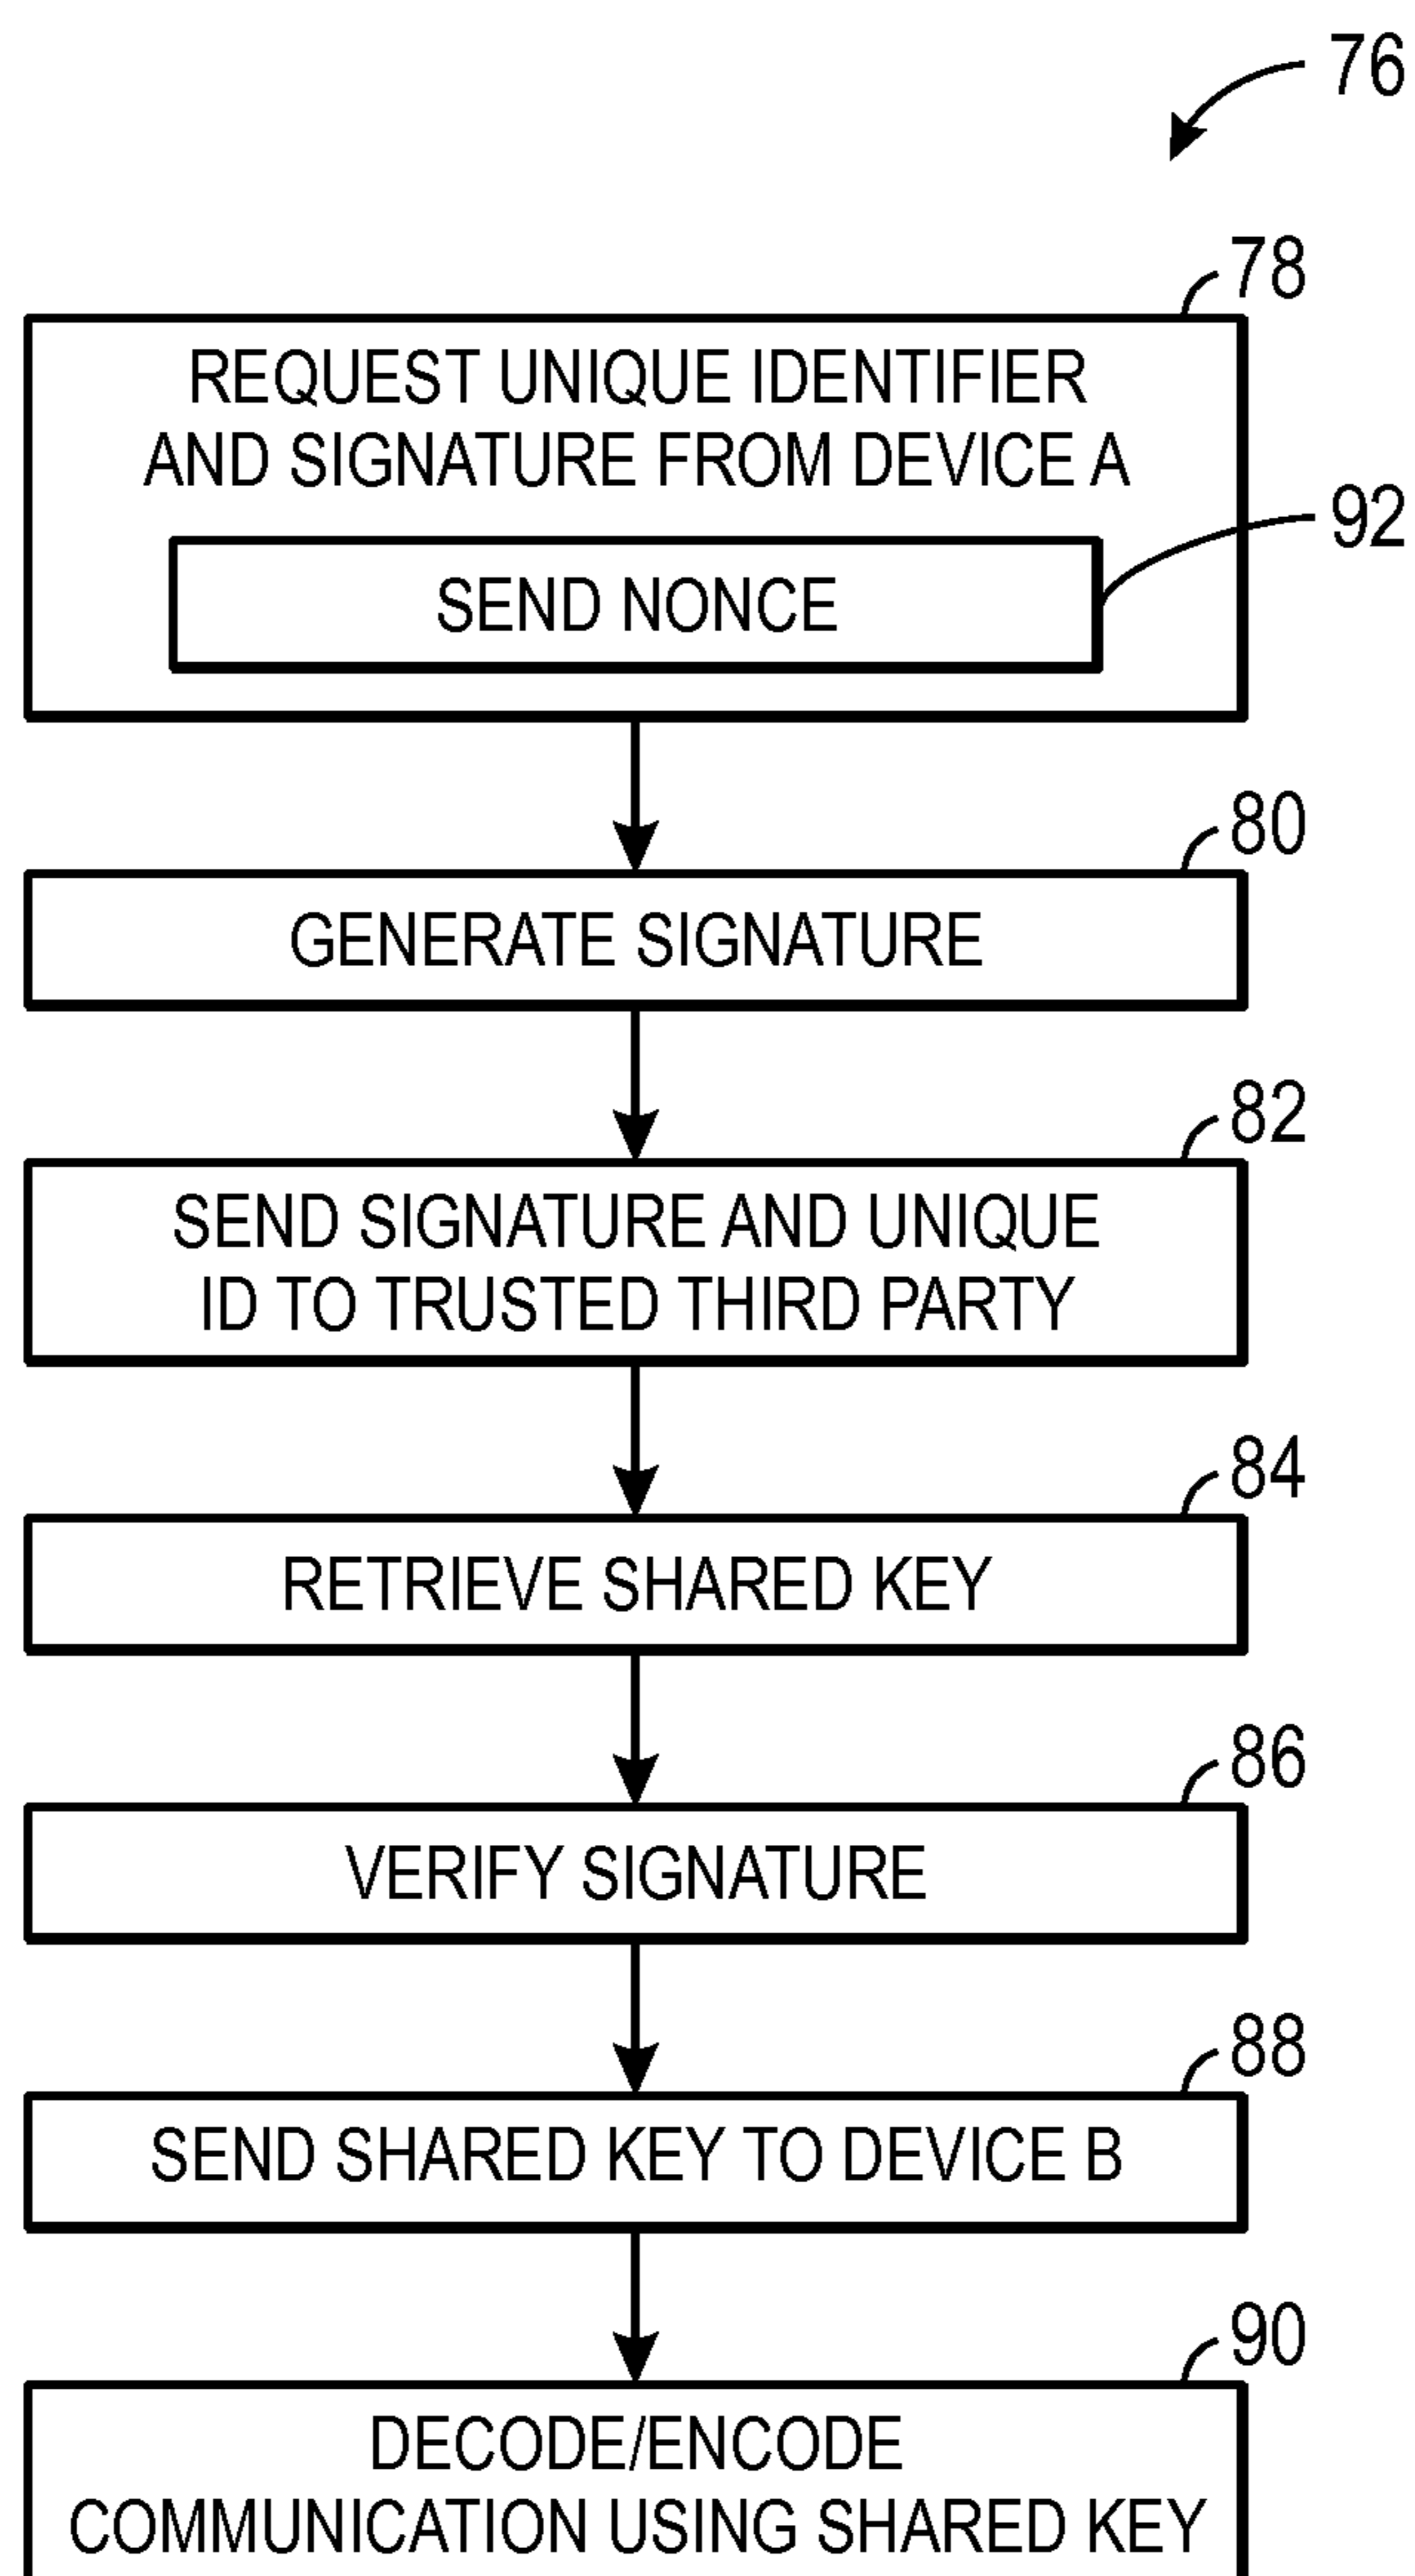 76
78
REQUEST UNIQUE IDENTIFIER
AND SIGNATURE FROM DEVICE A
92
SEND NONCE
80
GENERATE SIGNATURE
82
SEND SIGNATURE AND UNIQUE
ID TO TRUSTED THIRD PARTY
84
RETRIEVE SHARED KEY
86
VERIFY SIGNATURE
88
SEND SHARED KEY TO DEVICE B
90
DECODE/ENCODE
COMMUNICATION USING SHARED KEY